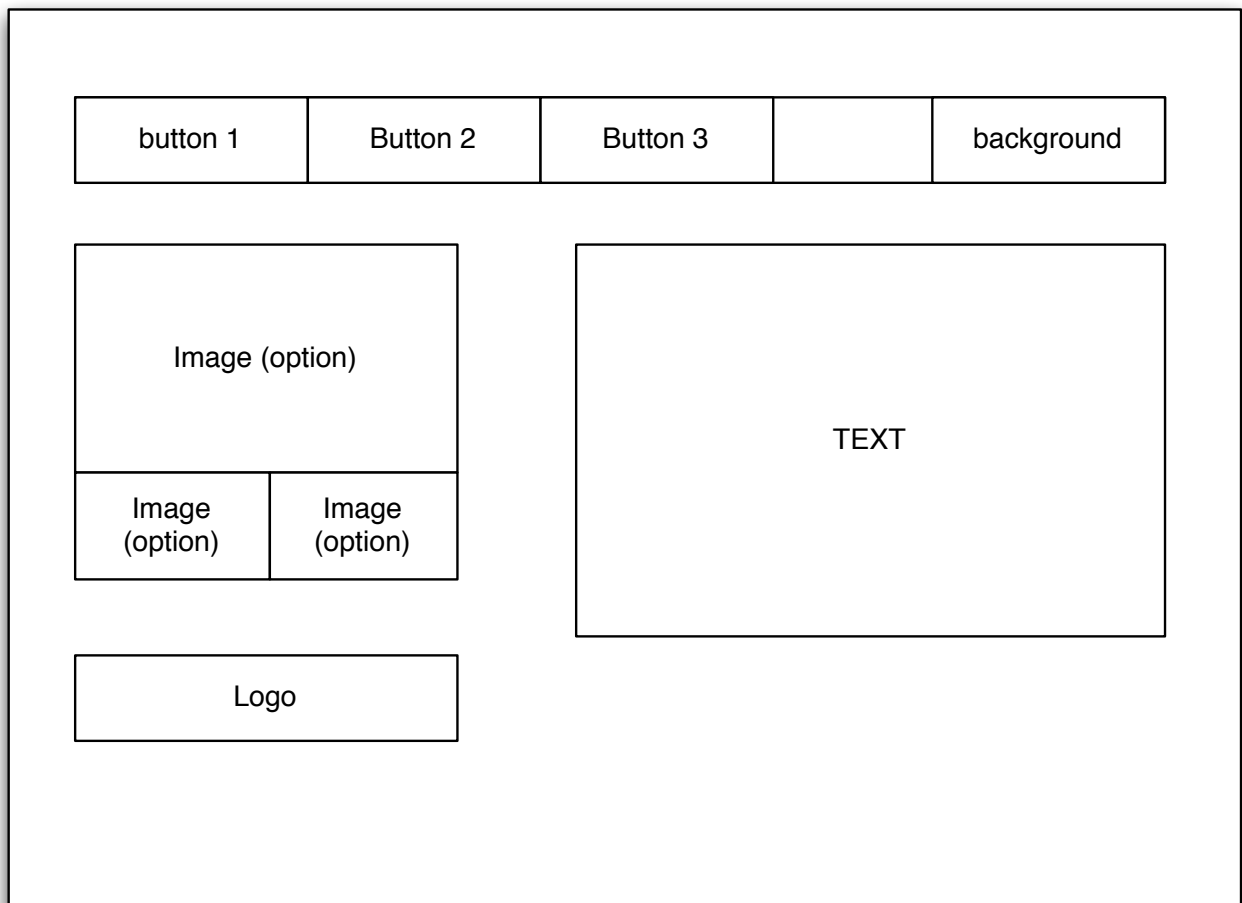 button 1
Button 2
Button 3
background
Image (option)
Image
(option)
Image
(option)
TEXT
Logo